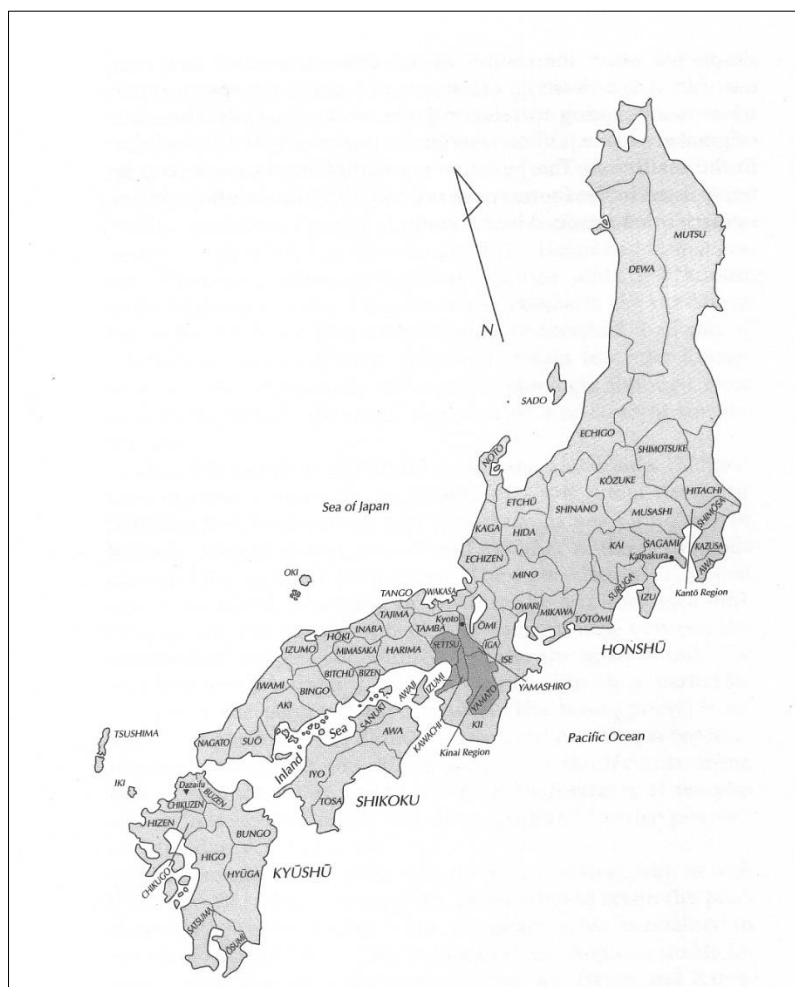 MUTSU
DEWA
N
SADO
ECHIGO
NOTO
SHIMOTSUKE
KŌZUKE
HITACHI
ETCHŪ
SHINANO
SHIMŌSA
Sea of Japan
KAGA
HIDA
MUSASHI
KAI
SAGAMI
KAZUSA
ECHIZEN
Kamakura
AWA
OKI
MINO
SURUGA
IZU
Kantō Region
TANGO
WAKASA
OWARI
MIKAWA
TŌTŌMI
TAJIMA
Kyoto
ŌMI
INABA
TAMBA
HŌKI
HONSHŪ
IZUMO
MIMASAKA
HARIMA
SETTSU
IGA
ISE
BITCHŪ
BIZEN
IWAMI
BINGO
AWAJI
IZUMI
YAMATO
YAMASHIRO
AKI
SANUKI
KII
TSUSHIMA
NAGATO
SUŌ
Inland Sea
AWA
KAWACHI
Kinai Region
Pacific Ocean
IYO
IKI
Dazaifu
BUZEN
TOSA
SHIKOKU
CHIKUZEN
HIZEN
BUNGO
HIGO
CHIKUGO
HYŪGA
KYŪSHŪ
SATSUMA
ŌSUMI